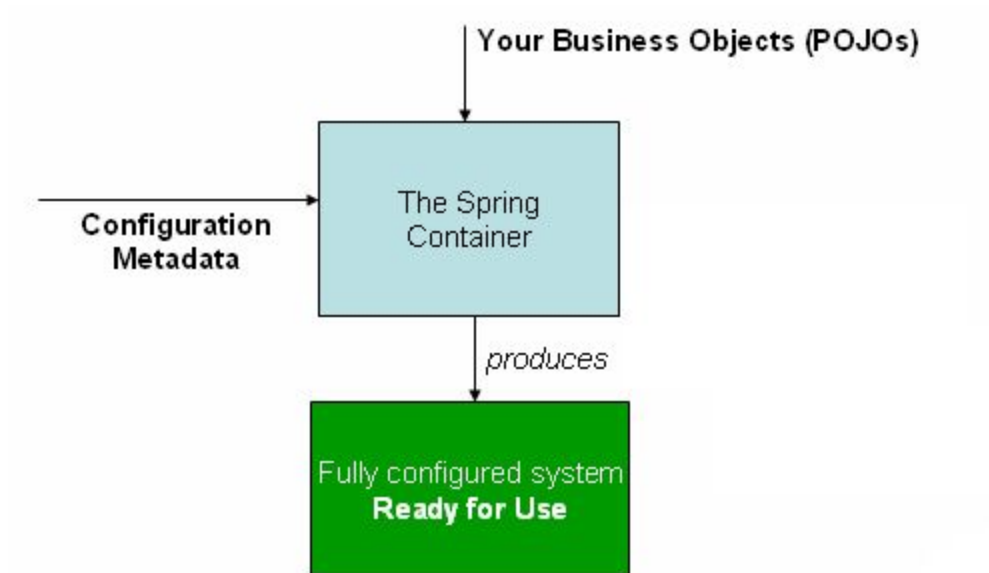 Your Business Objects (POJOs)
The Spring
Container
Configuration
Metadata
produces
Fully configured system
Ready for Use